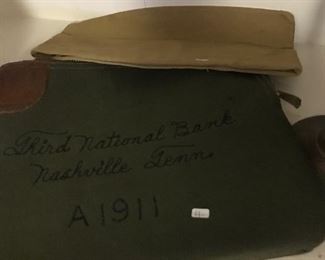 Third National Bank
Nashville Tenn.
A1911